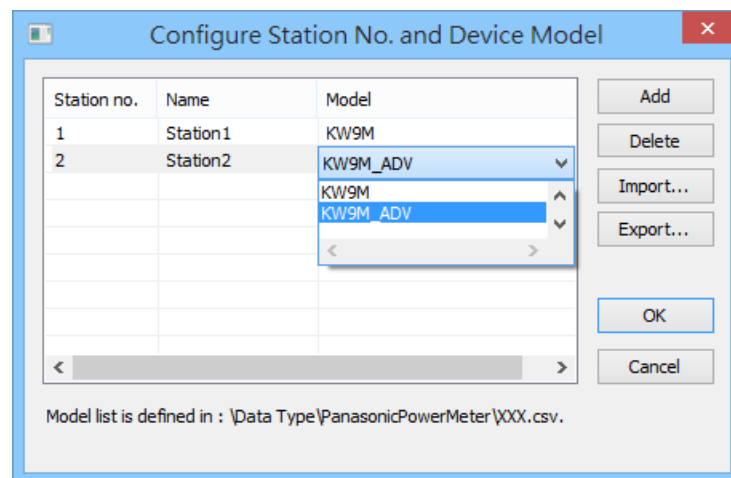 Configure Station No. and Device Model
Station no. Name Model
1 Station1 KW9M
2 Station2 KW9M_ADV
KW9M
KW9M_ADV
Add
Delete
Import...
Export...
OK
Cancel
Model list is defined in : \Data Type\PanasonicPowerMeter\XXX.csv.